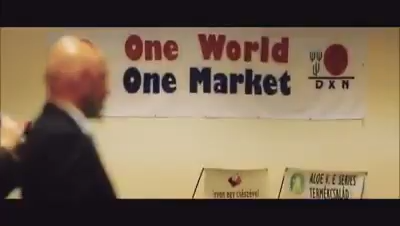 One World
One Market
DXN
ALOE V. E SERIES
TERMÉKCSALÁD